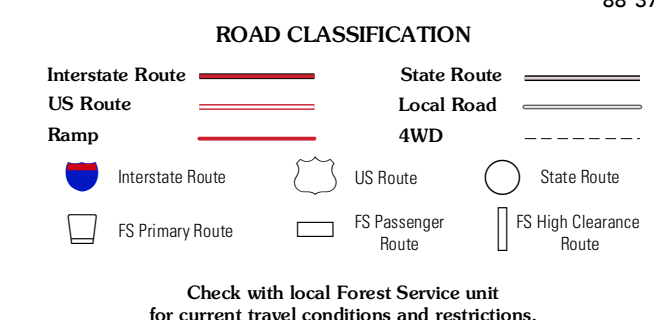 88°37
ROAD CLASSIFICATION
Interstate Route State Route
US Route Local Road
Ramp 4WD
Interstate Route US Route State Route
FS Primary Route FS Passenger Route FS High Clearance Route
Check with local Forest Service unit
for current travel conditions and restrictions.